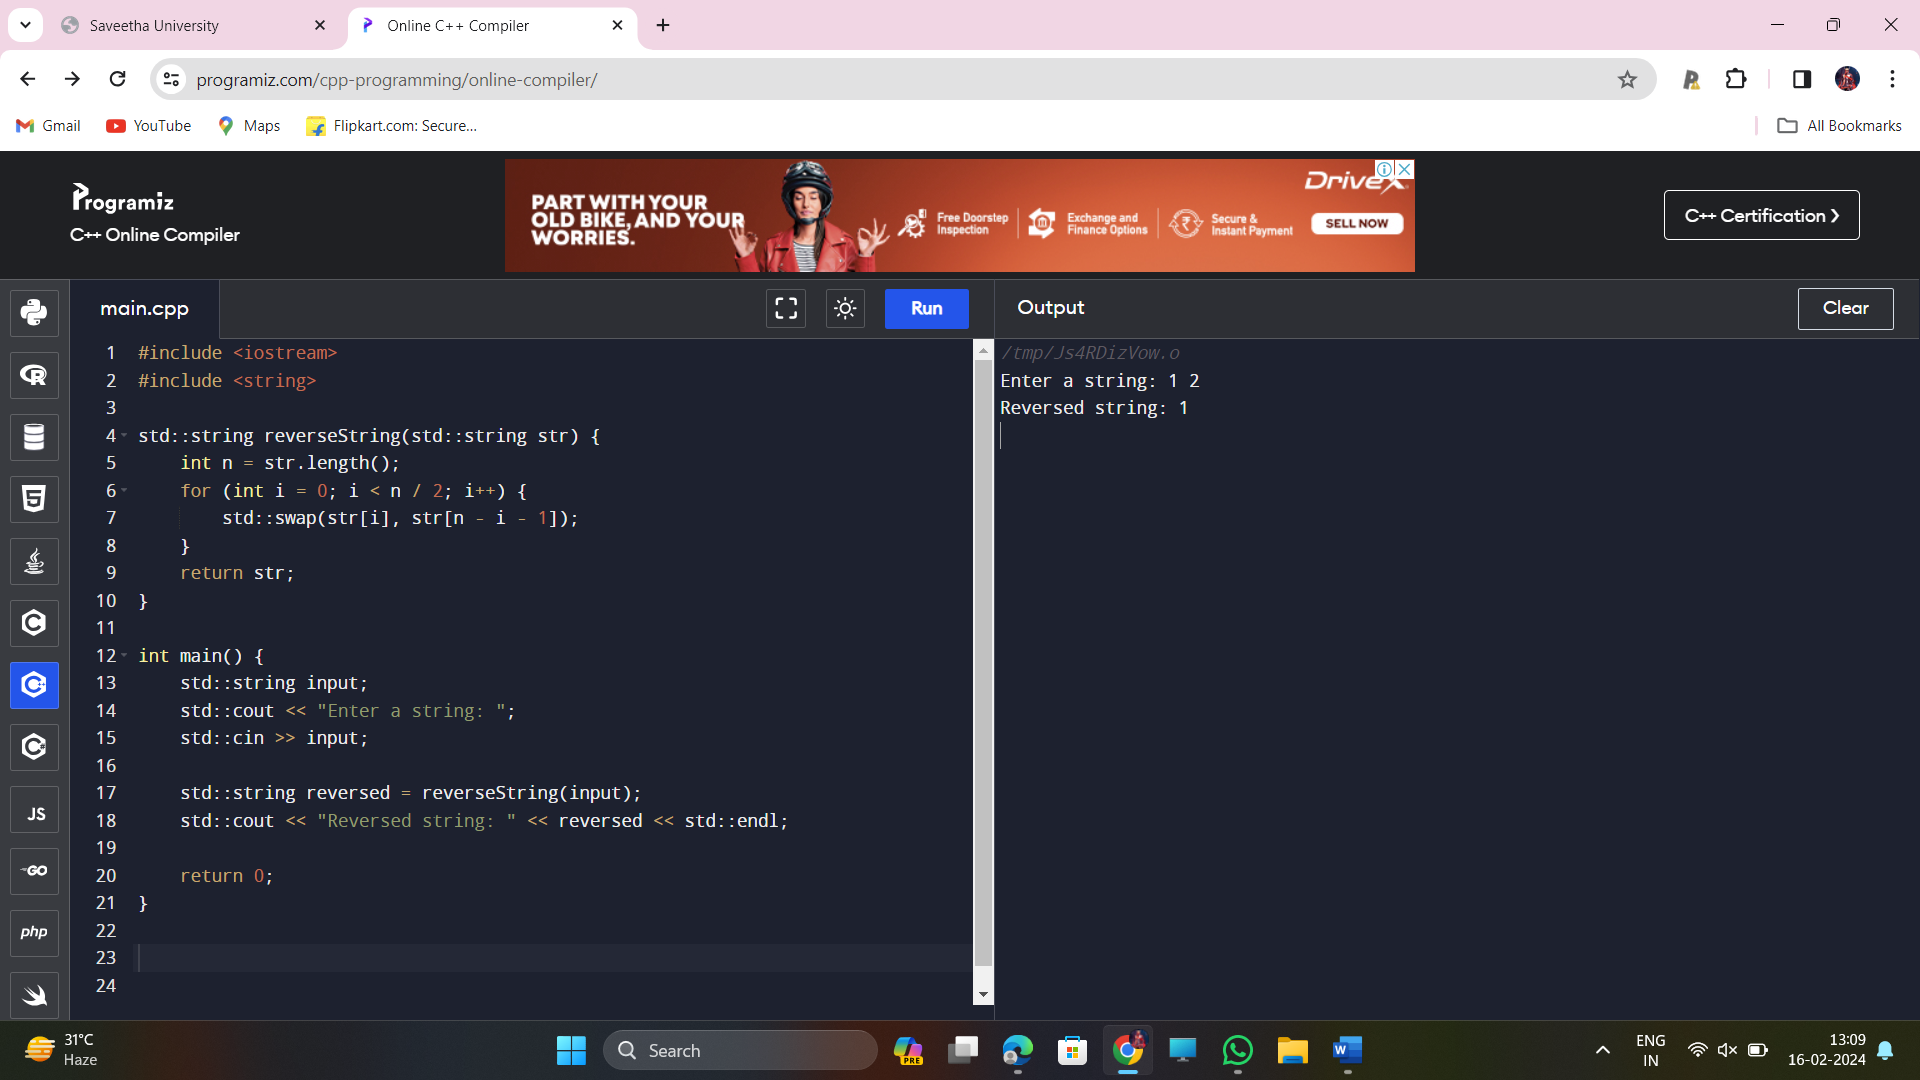 Saveetha University
Online C++ Compiler
programiz.com/cpp-programming/online-compiler/
Gmail
YouTube
Maps
Flipkart.com: Secure...
All Bookmarks
Programiz
C++ Online Compiler
PART WITH YOUR
OLD BIKE, AND YOUR
WORRIES.
Free Doorstep
Inspection
Exchange and
Finance Options
Secure &
Instant Payment
DriveX
SELL NOW
C++ Certification ❯
main.cpp
Run
Output
Clear
1 #include <iostream>
2 #include <string>
3
4 std::string reverseString(std::string str) {
5     int n = str.length();
6     for (int i = 0; i < n / 2; i++) {
7         std::swap(str[i], str[n - i - 1]);
8     }
9     return str;
10 }
11
12 int main() {
13     std::string input;
14     std::cout << "Enter a string: ";
15     std::cin >> input;
16
17     std::string reversed = reverseString(input);
18     std::cout << "Reversed string: " << reversed << std::endl;
19
20     return 0;
21 }
22
23
24
/tmp/Js4RDizVow.o
Enter a string: 1 2
Reversed string: 1
JS
GO
php
31°C
Haze
Search
PRE
W
ENG
IN
13:09
16-02-2024